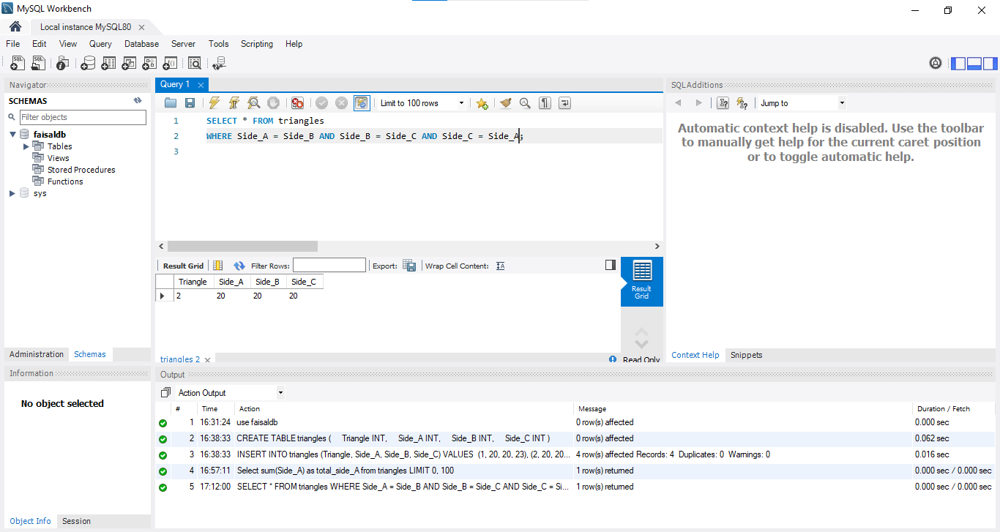 MySQL Workbench
Local instance MySQL80
File Edit View Query Database Server Tools Scripting Help
Navigator
SCHEMAS
Filter objects
faisaldb
Tables
Views
Stored Procedures
Functions
sys
Administration Schemas
Information
No object selected
Object Info Session
Query 1
Limit to 100 rows
1 SELECT * FROM triangles
2 WHERE Side_A = Side_B AND Side_B = Side_C AND Side_C = Side_A;
3
Result Grid Filter Rows: Export: Wrap Cell Content:
Triangle Side_A Side_B Side_C
2 20 20 20
Result
Grid
triangles 2
Read Only
SQLAdditions
Jump to
Automatic context help is disabled. Use the toolbar
to manually get help for the current caret position
or to toggle automatic help.
Context Help Snippets
Output
Action Output
# Time Action Message Duration / Fetch
1 16:31:24 use faisaldb 0 row(s) affected 0.000 sec
2 16:38:33 CREATE TABLE triangles ( Triangle INT, Side_A INT, Side_B INT, Side_C INT ) 0 row(s) affected 0.062 sec
3 16:38:33 INSERT INTO triangles (Triangle, Side_A, Side_B, Side_C) VALUES (1, 20, 20, 23), (2, 20, 20... 4 row(s) affected Records: 4 Duplicates: 0 Warnings: 0 0.016 sec
4 16:57:11 Select sum(Side_A) as total_side_A from triangles LIMIT 0, 100 1 row(s) returned 0.000 sec / 0.000 sec
5 17:12:00 SELECT * FROM triangles WHERE Side_A = Side_B AND Side_B = Side_C AND Side_C = Si... 1 row(s) returned 0.000 sec / 0.000 sec